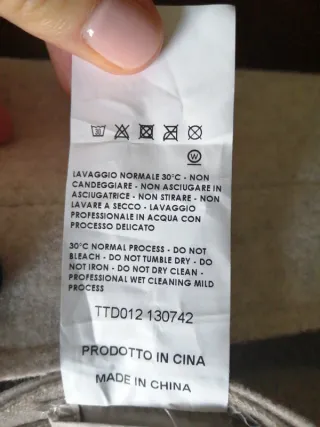 30
W
LAVAGGIO NORMALE 30°C - NON
CANDEGGIARE - NON ASCIUGARE IN
ASCIUGATRICE - NON STIRARE - NON
LAVARE A SECCO - LAVAGGIO
PROFESSIONALE IN ACQUA CON
PROCESSO DELICATO
30°C NORMAL PROCESS - DO NOT
BLEACH - DO NOT TUMBLE DRY - DO
NOT IRON - DO NOT DRY CLEAN -
PROFESSIONAL WET CLEANING MILD
PROCESS
TTD012 130742
PRODOTTO IN CINA
MADE IN CHINA